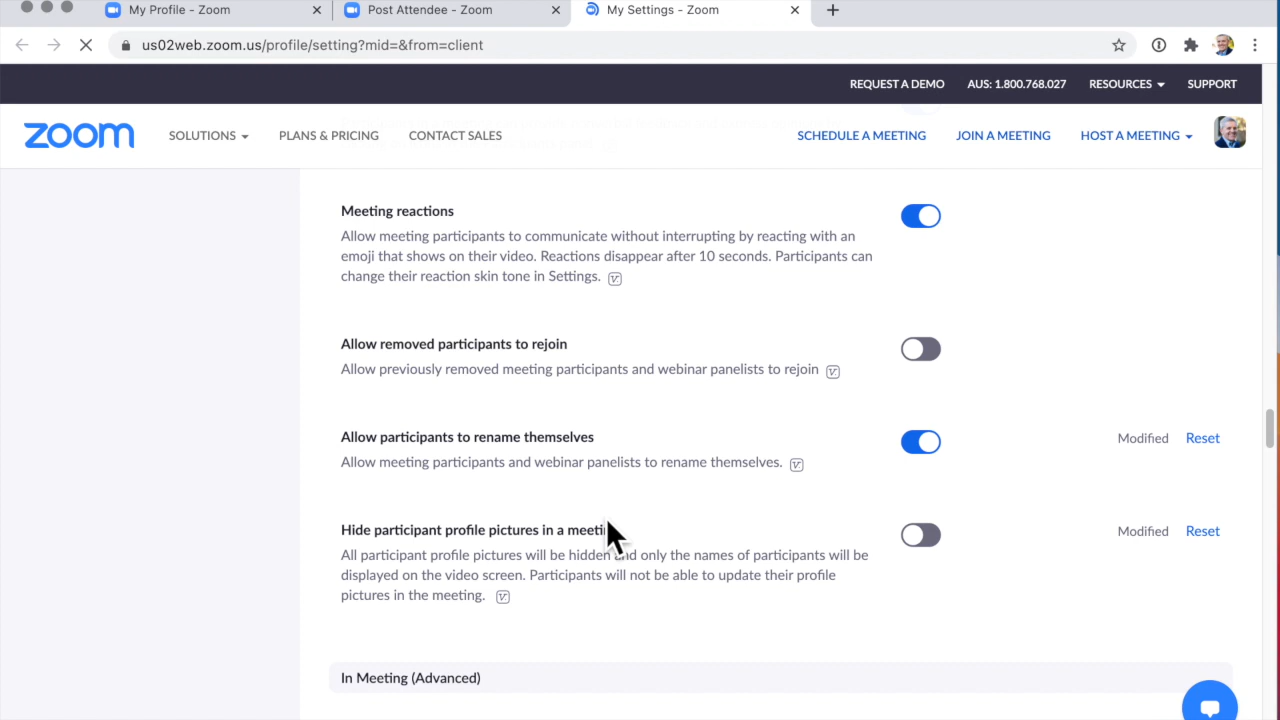 My Profile - Zoom
Post Attendee - Zoom
My Settings - Zoom
us02web.zoom.us/profile/setting?mid=&from=client
REQUEST A DEMO
AUS: 1.800.768.027
RESOURCES
SUPPORT
zoom
SOLUTIONS
PLANS & PRICING
CONTACT SALES
SCHEDULE A MEETING
JOIN A MEETING
HOST A MEETING
Meeting reactions
Allow meeting participants to communicate without interrupting by reacting with an
emoji that shows on their video. Reactions disappear after 10 seconds. Participants can
change their reaction skin tone in Settings.
Allow removed participants to rejoin
Allow previously removed meeting participants and webinar panelists to rejoin
Allow participants to rename themselves
Modified
Reset
Allow meeting participants and webinar panelists to rename themselves.
Hide participant profile pictures in a meeti
Modified
Reset
All participant profile pictures will be hidden and only the names of participants will be
displayed on the video screen. Participants will not be able to update their profile
pictures in the meeting.
In Meeting (Advanced)